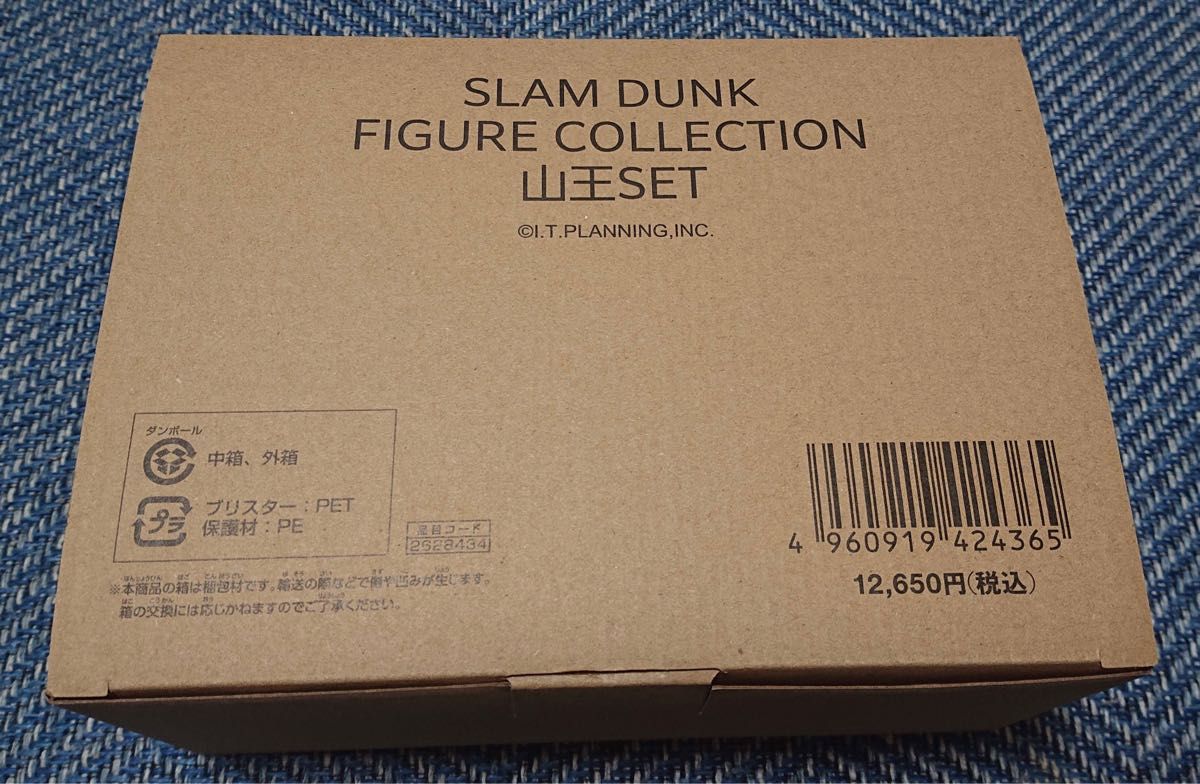 SLAM DUNK
FIGURE COLLECTION
山王SET
©I.T.PLANNING,INC.
ダンボール
中箱、外箱
プラ
ブリスター：PET
保護材：PE
品目コード
2628434
※本商品の箱は梱包材です。輸送の際などで傷や凹みが生じます。
箱の交換には応じかねますのでご了承ください。
4 960919 424365
12,650円(税込)